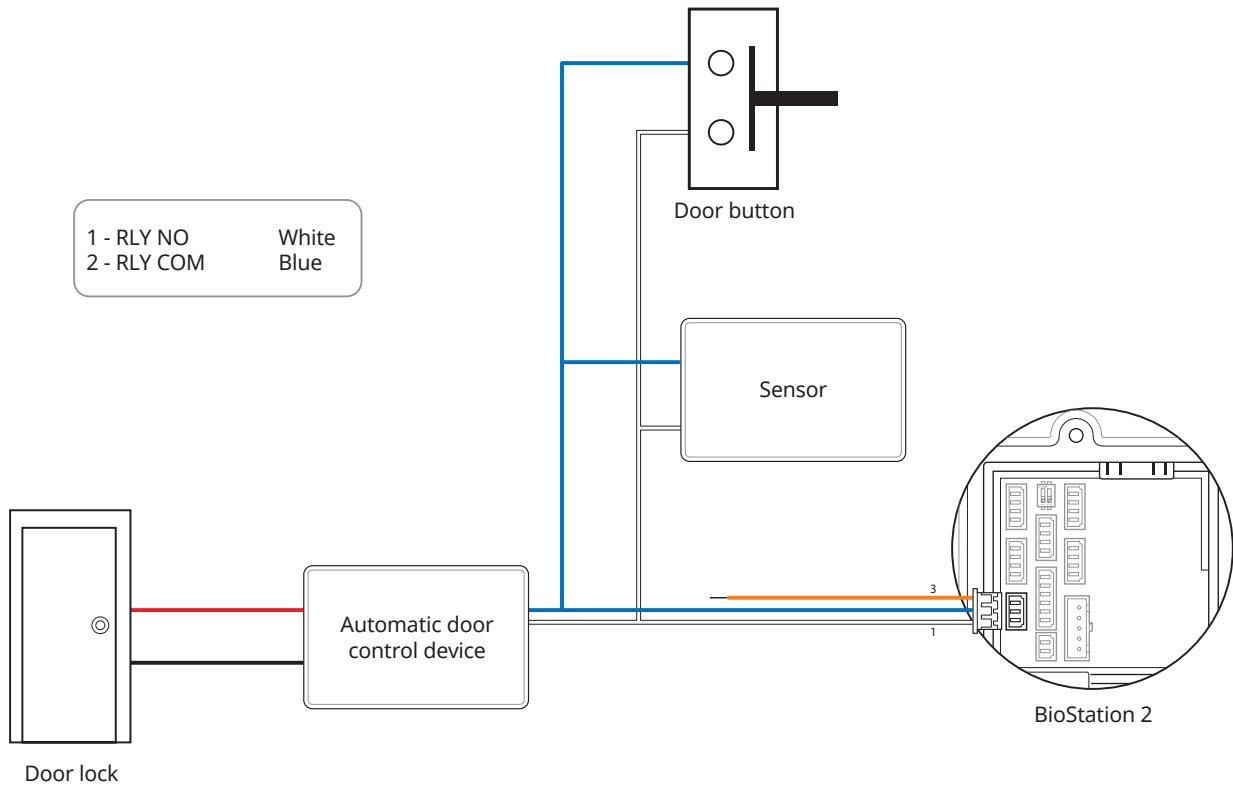 Door button
1 - RLY NO White
2 - RLY COM Blue
Sensor
3
1
Automatic door
control device
BioStation 2
Door lock